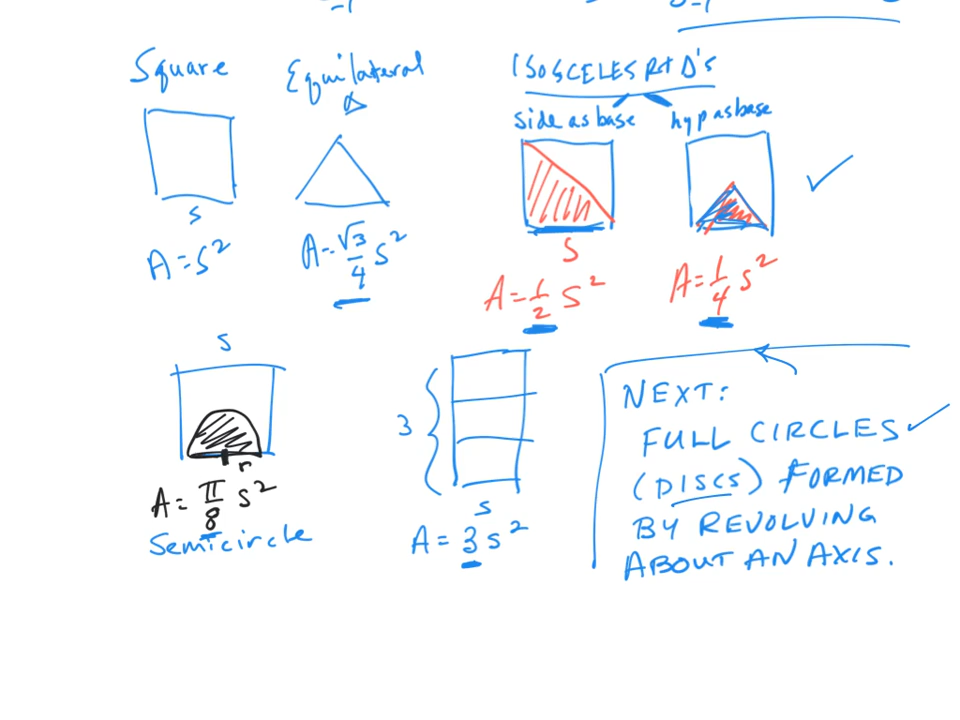 Square
s
A = s²
Equilateral
△
A = √3/4 s²
ISOSCELES Rt Δ's
side as base
s
A = 1/2 s²
hyp as base
A = 1/4 s²
s
r
A = π/8 s²
Semicircle
3
s
A = 3s²
NEXT:
FULL CIRCLES
(DISCS) FORMED
BY REVOLVING
ABOUT AN AXIS.